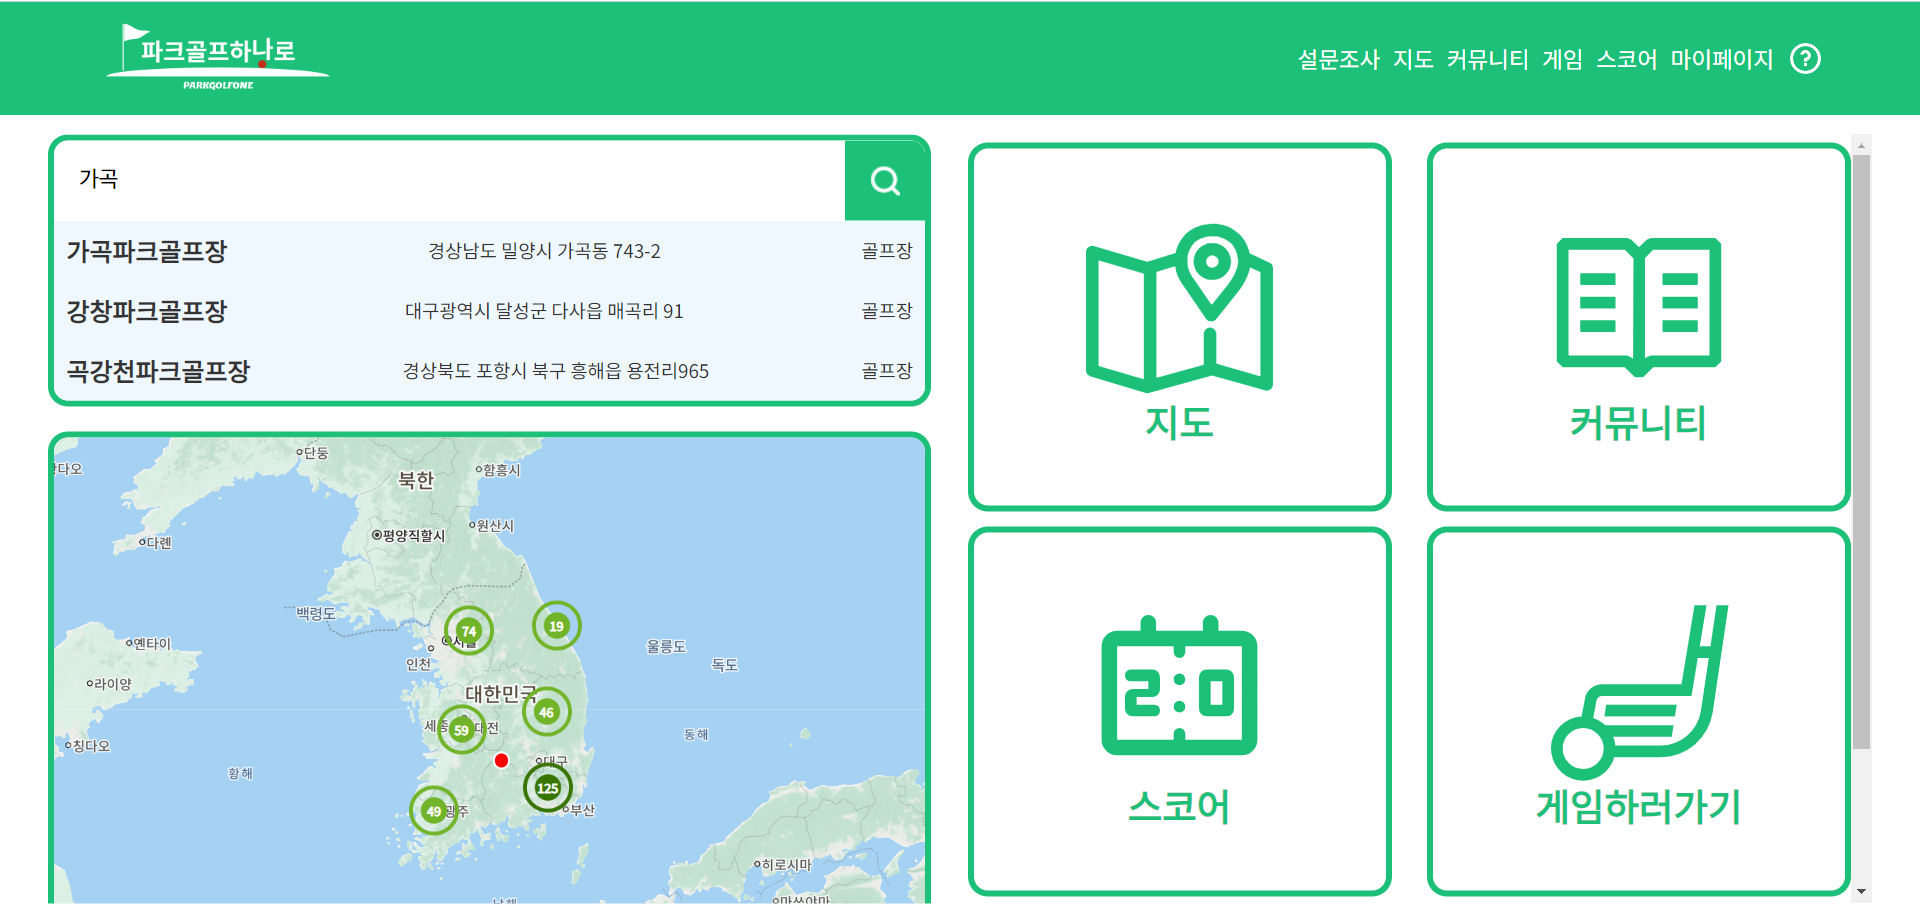 파크골프하나로
PARKGOLFONE
설문조사 지도 커뮤니티 게임 스코어 마이페이지 ?
가곡
가곡파크골프장 경상남도 밀양시 가곡동 743-2 골프장
강창파크골프장 대구광역시 달성군 다사읍 매곡리 91 골프장
곡강천파크골프장 경상북도 포항시 북구 흥해읍 용전리965 골프장
단둥
다오
북한
함흥시
원산시
평양직할시
다롄
백령도
옌타이
74
19
서울
인천
울릉도
독도
라이양
대한민국
46
세종
59
대전
동해
칭다오
황해
대구
125
49
광주
부산
히로시마
남해
마쓰야마
지도
커뮤니티
2:0
스코어
게임하러가기